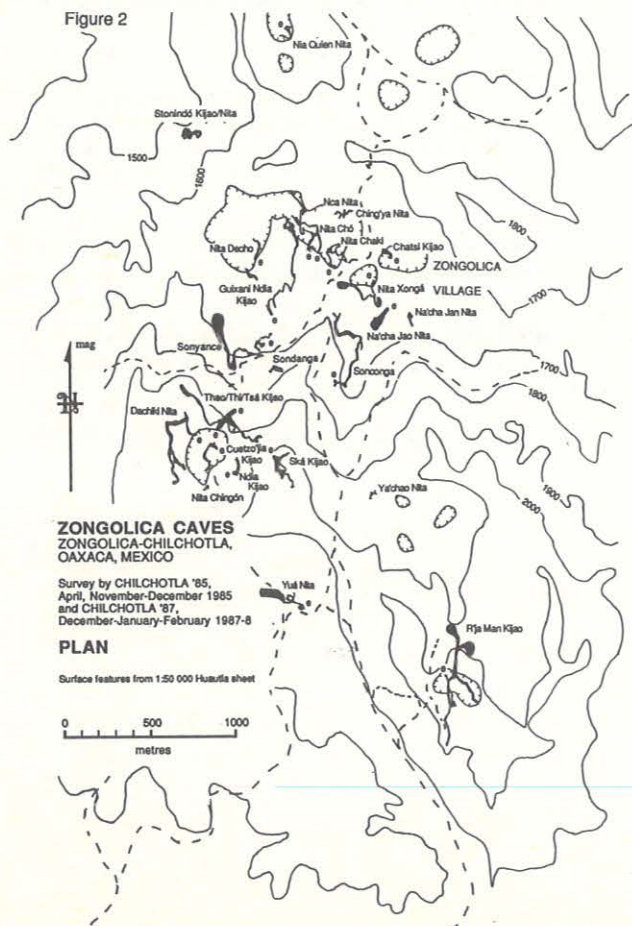 Figure 2
Nia Quien Nita
Stonindó Kijao/Nita
1500
1600
1800
Nca Nita
Ching'ya Nita
Nita Chó
Nita Chaki
Nita Dacho
Chatsi Kijao
ZONGOLICA
Guixani Ndia
Kijao
Nita Xongá
VILLAGE
1700
Na'cha Jan Nita
Na'cha Jao Nita
mag
Sonyance
Sondanga
Sonconga
1700
1800
Thao/Thi/Tsá Kijao
Dachiki Nita
Cuetzo'jia
Kijao
Ská Kijao
Ndia
Kijao
Nita Chingón
1900
2000
Ya'chao Nita
ZONGOLICA CAVES
ZONGOLICA-CHILCHOTLA,
OAXACA, MEXICO
Survey by CHILCHOTLA '85,
April, November-December 1985
and CHILCHOTLA '87,
December-January-February 1987-8
Yuá Nita
R'ja Man Kijao
PLAN
Surface features from 1:50 000 Huautla sheet
0 500 1000
metres